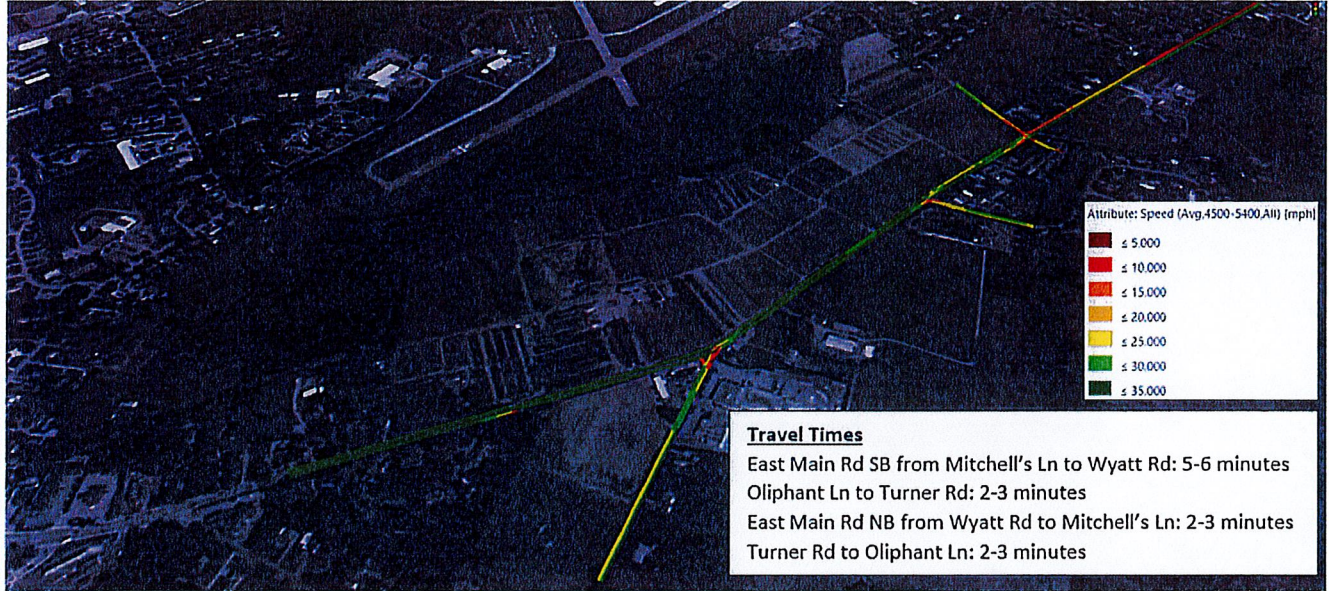 Attribute: Speed (Avg,4500-5400,All) [mph]
≤ 5.000
≤ 10.000
≤ 15.000
≤ 20.000
≤ 25.000
≤ 30.000
≤ 35.000
Travel Times
East Main Rd SB from Mitchell's Ln to Wyatt Rd: 5-6 minutes
Oliphant Ln to Turner Rd: 2-3 minutes
East Main Rd NB from Wyatt Rd to Mitchell's Ln: 2-3 minutes
Turner Rd to Oliphant Ln: 2-3 minutes